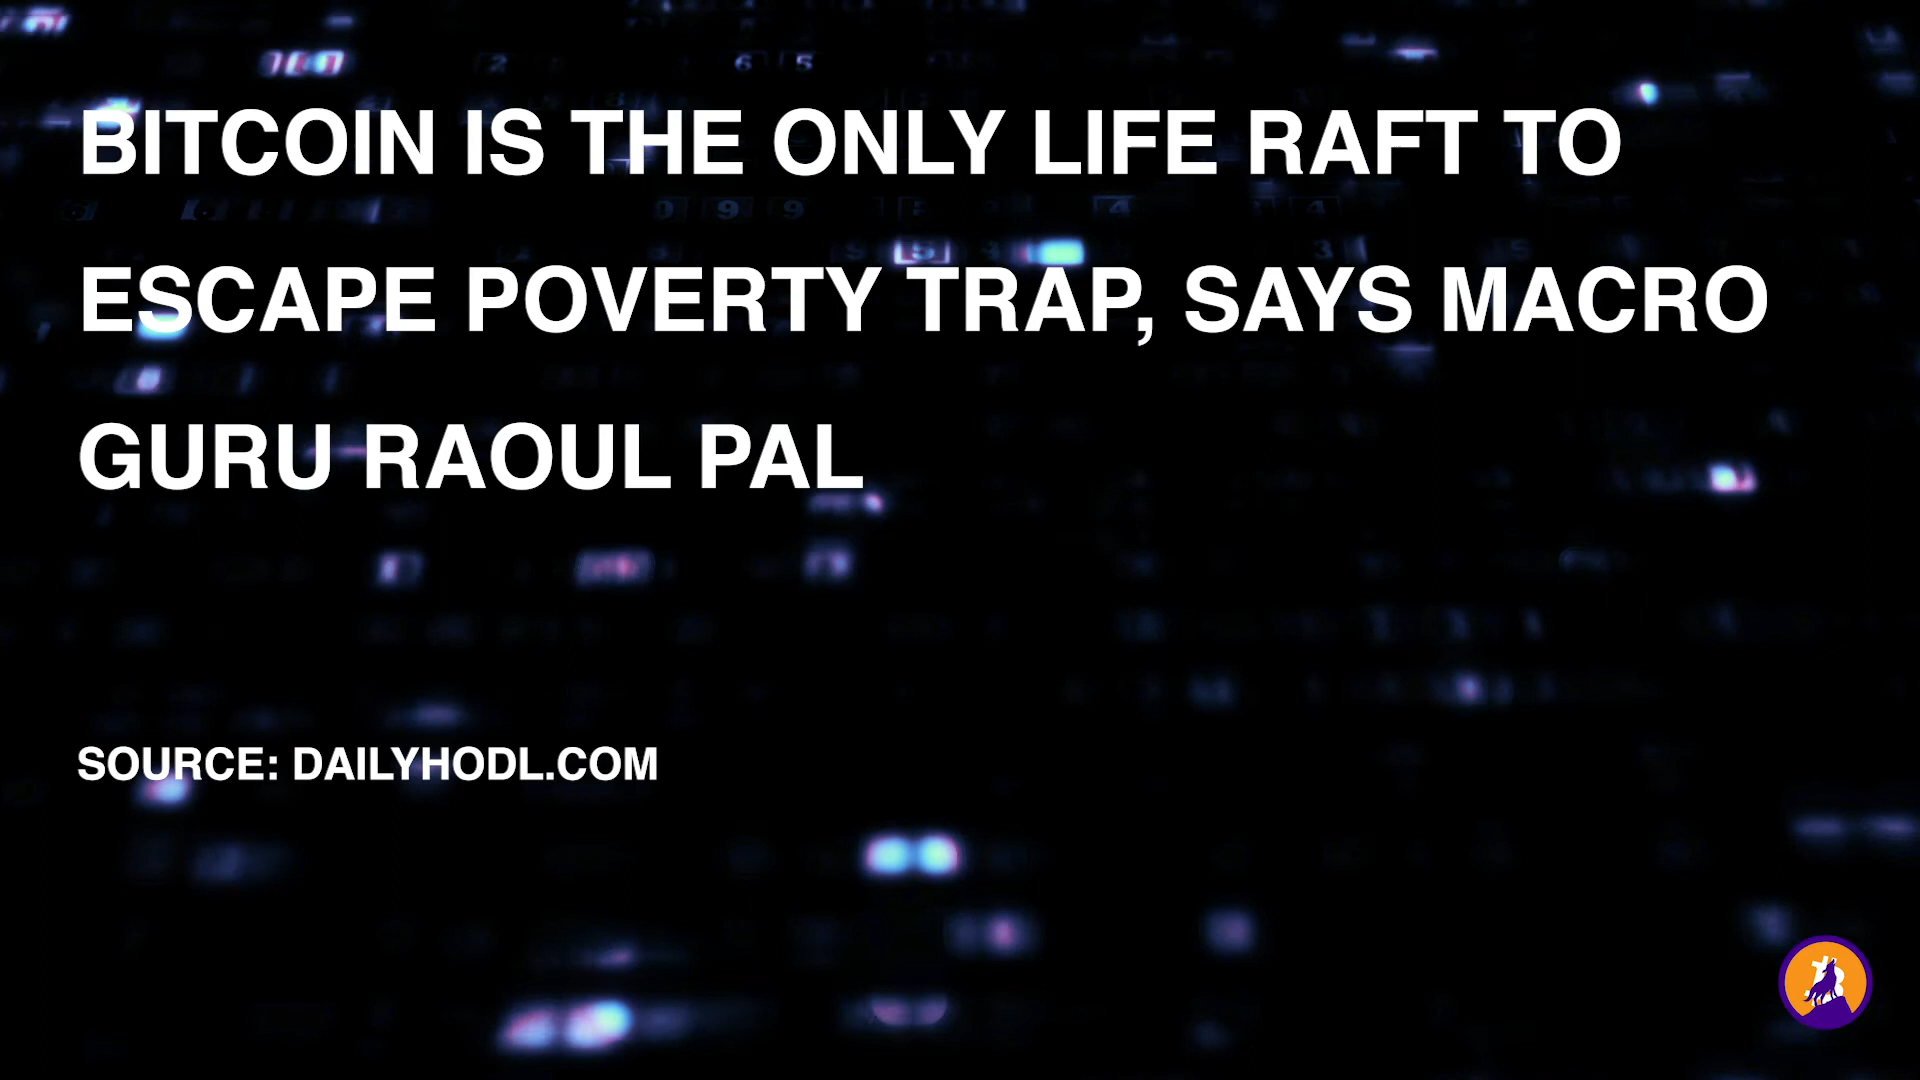 BITCOIN IS THE ONLY LIFE RAFT TO
ESCAPE POVERTY TRAP, SAYS MACRO
GURU RAOUL PAL
SOURCE: DAILYHODL.COM